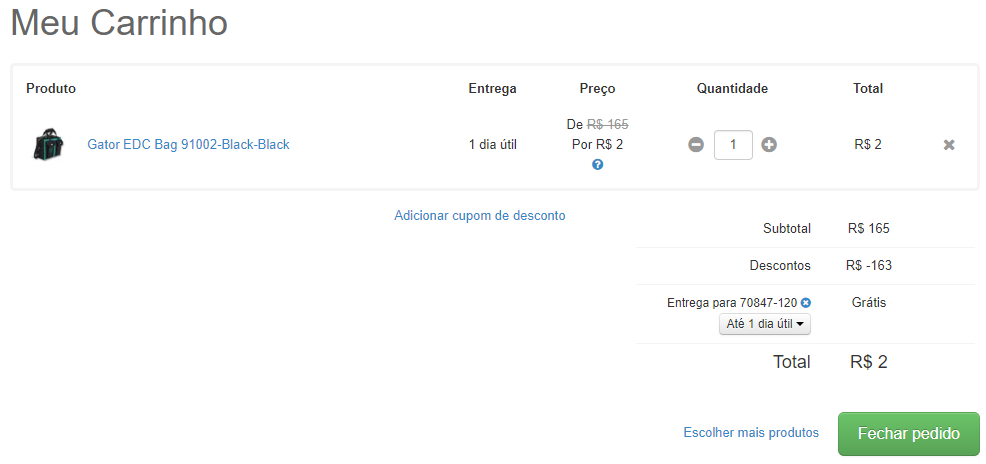 Meu Carrinho
Produto Entrega Preço Quantidade Total
De R$ 165
Gator EDC Bag 91002-Black-Black 1 dia útil Por R$ 2 1 R$ 2
Adicionar cupom de desconto
Subtotal R$ 165
Descontos R$ -163
Entrega para 70847-120 Grátis
Até 1 dia útil
Total R$ 2
Escolher mais produtos Fechar pedido